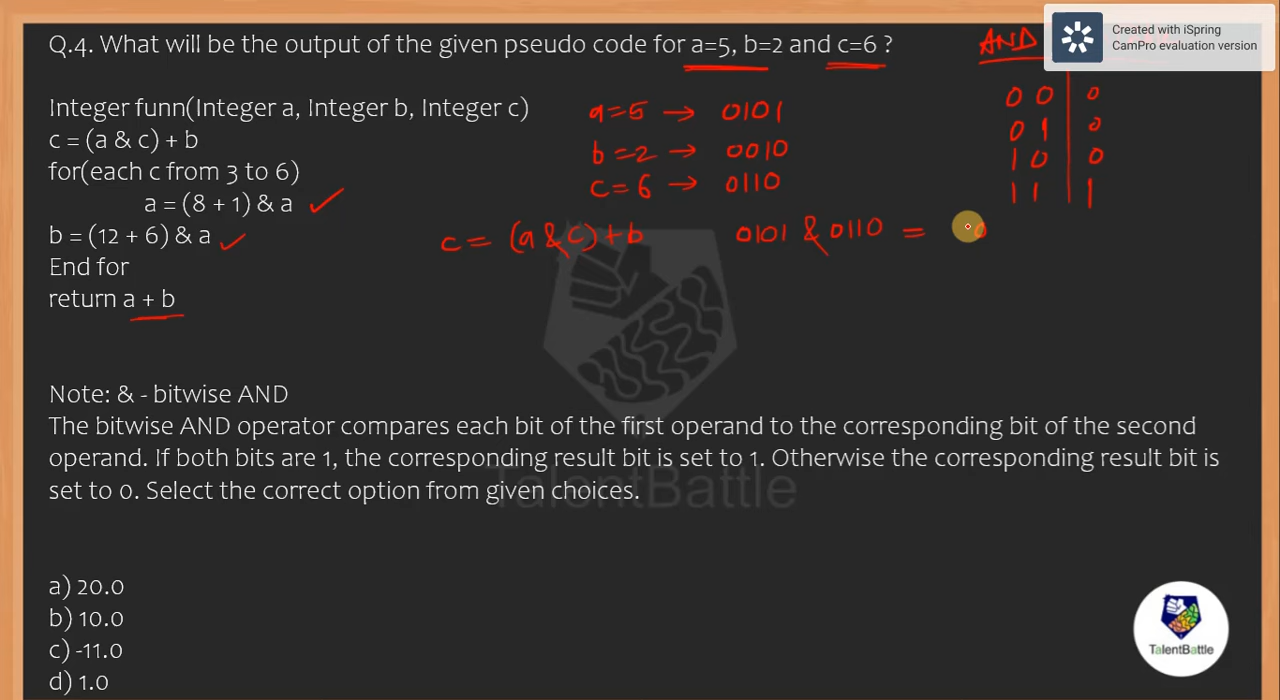 Q.4. What will be the output of the given pseudo code for a=5, b=2 and c=6 ?
Created with iSpring
CamPro evaluation version
AND
0 0 | 0
0 1 | 0
1 0 | 0
1 1 | 1
Integer funn(Integer a, Integer b, Integer c)
c = (a & c) + b
for(each c from 3 to 6)
a = (8 + 1) & a
b = (12 + 6) & a
End for
return a + b
a=5 → 0101
b=2 → 0010
c=6 → 0110
c = (a & c) + b 0101 & 0110 = 0
Note: & - bitwise AND
The bitwise AND operator compares each bit of the first operand to the corresponding bit of the second
operand. If both bits are 1, the corresponding result bit is set to 1. Otherwise the corresponding result bit is
set to 0. Select the correct option from given choices.
TalentBattle
a) 20.0
b) 10.0
c) -11.0
d) 1.0
TalentBattle